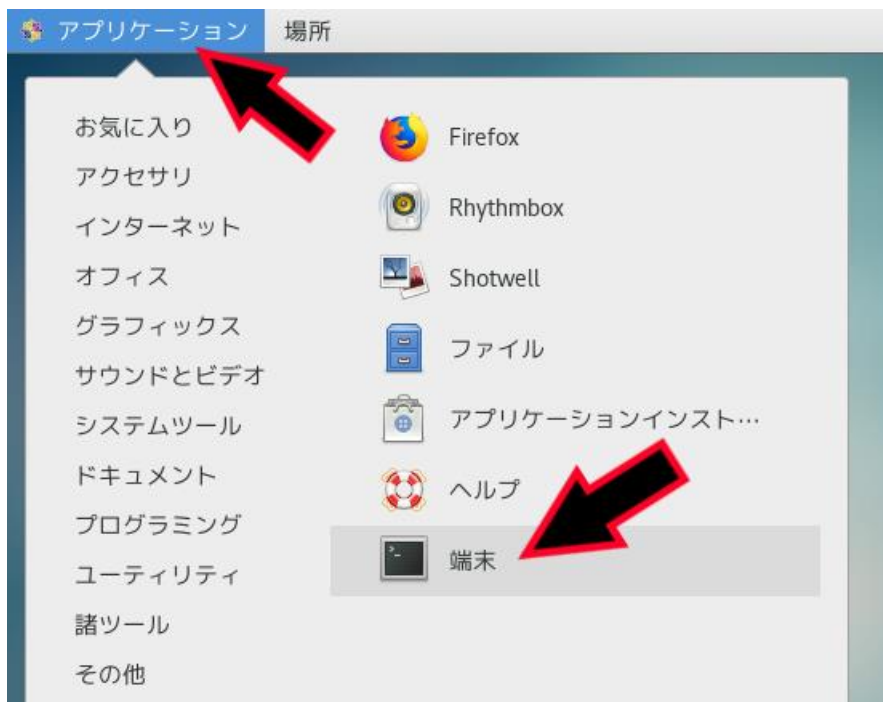 アプリケーション 場所
お気に入り
アクセサリ
インターネット
オフィス
グラフィックス
サウンドとビデオ
システムツール
ドキュメント
プログラミング
ユーティリティ
諸ツール
その他
Firefox
Rhythmbox
Shotwell
ファイル
アプリケーションインスト…
ヘルプ
端末